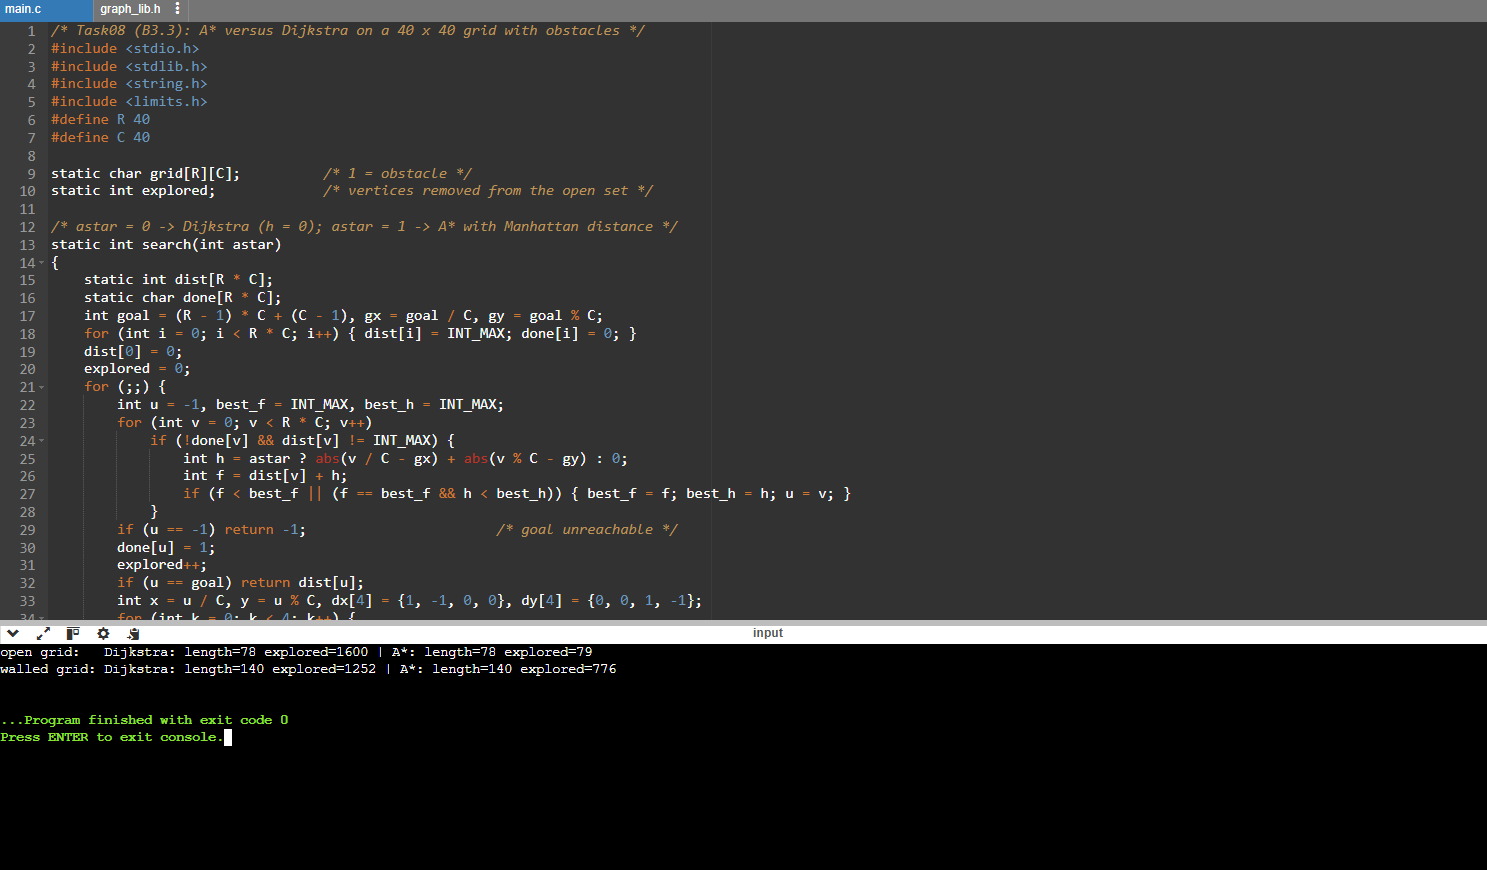 main.c graph_lib.h
1 /* Task08 (B3.3): A* versus Dijkstra on a 40 x 40 grid with obstacles */
2 #include <stdio.h>
3 #include <stdlib.h>
4 #include <string.h>
5 #include <limits.h>
6 #define R 40
7 #define C 40
8
9 static char grid[R][C];          /* 1 = obstacle */
10 static int explored;             /* vertices removed from the open set */
11
12 /* astar = 0 -> Dijkstra (h = 0); astar = 1 -> A* with Manhattan distance */
13 static int search(int astar)
14 {
15     static int dist[R * C];
16     static char done[R * C];
17     int goal = (R - 1) * C + (C - 1), gx = goal / C, gy = goal % C;
18     for (int i = 0; i < R * C; i++) { dist[i] = INT_MAX; done[i] = 0; }
19     dist[0] = 0;
20     explored = 0;
21     for (;;) {
22         int u = -1, best_f = INT_MAX, best_h = INT_MAX;
23         for (int v = 0; v < R * C; v++)
24             if (!done[v] && dist[v] != INT_MAX) {
25                 int h = astar ? abs(v / C - gx) + abs(v % C - gy) : 0;
26                 int f = dist[v] + h;
27                 if (f < best_f || (f == best_f && h < best_h)) { best_f = f; best_h = h; u = v; }
28             }
29         if (u == -1) return -1;                       /* goal unreachable */
30         done[u] = 1;
31         explored++;
32         if (u == goal) return dist[u];
33         int x = u / C, y = u % C, dx[4] = {1, -1, 0, 0}, dy[4] = {0, 0, 1, -1};
34         for (int k = 0; k < 4; k++) {
input
open grid:   Dijkstra: length=78 explored=1600 | A*: length=78 explored=79
walled grid: Dijkstra: length=140 explored=1252 | A*: length=140 explored=776
...Program finished with exit code 0
Press ENTER to exit console.